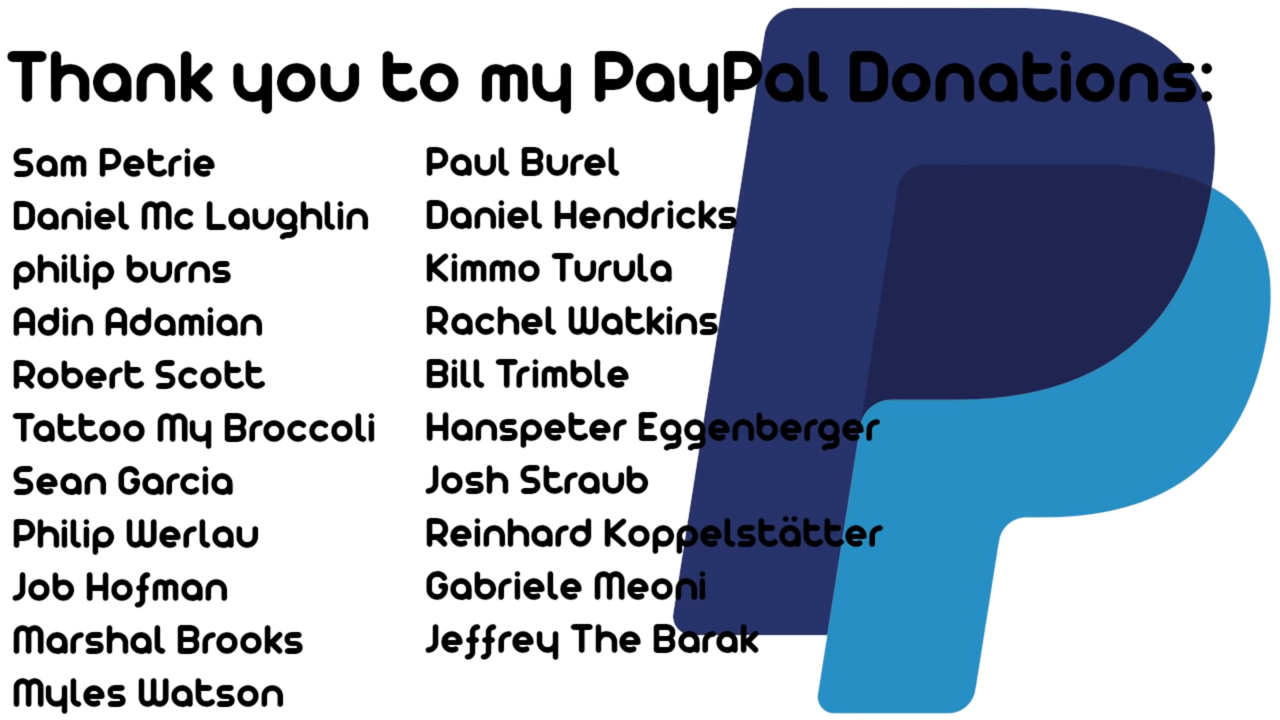 Thank you to my PayPal Donations:
Sam Petrie
Daniel Mc Laughlin
philip burns
Adin Adamian
Robert Scott
Tattoo My Broccoli
Sean Garcia
Philip Werlau
Job Hofman
Marshal Brooks
Myles Watson
Paul Burel
Daniel Hendricks
Kimmo Turula
Rachel Watkins
Bill Trimble
Hanspeter Eggenberger
Josh Straub
Reinhard Koppelstätter
Gabriele Meoni
Jeffrey The Barak